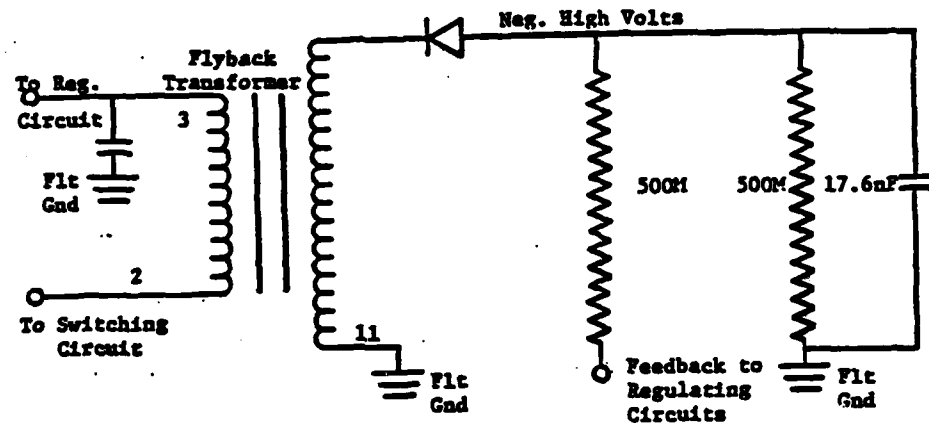 Neg. High Volts
Flyback
Transformer
To Reg.
Circuit
3
Flt
Gnd
2
To Switching
Circuit
11
Flt
Gnd
500M
500M
17.6nF
Feedback to
Regulating
Circuits
Flt
Gnd